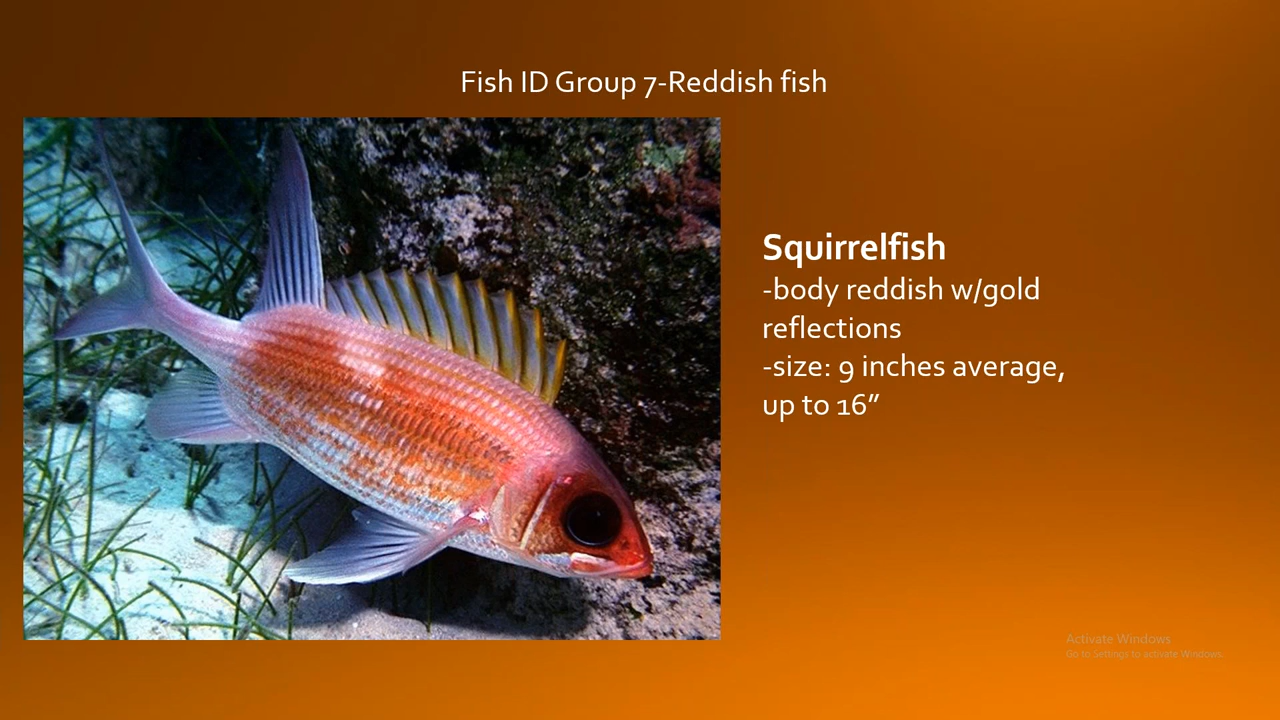 Fish ID Group 7-Reddish fish
Squirrelfish
-body reddish w/gold
reflections
-size: 9 inches average,
up to 16”
Activate Windows
Go to Settings to activate Windows.